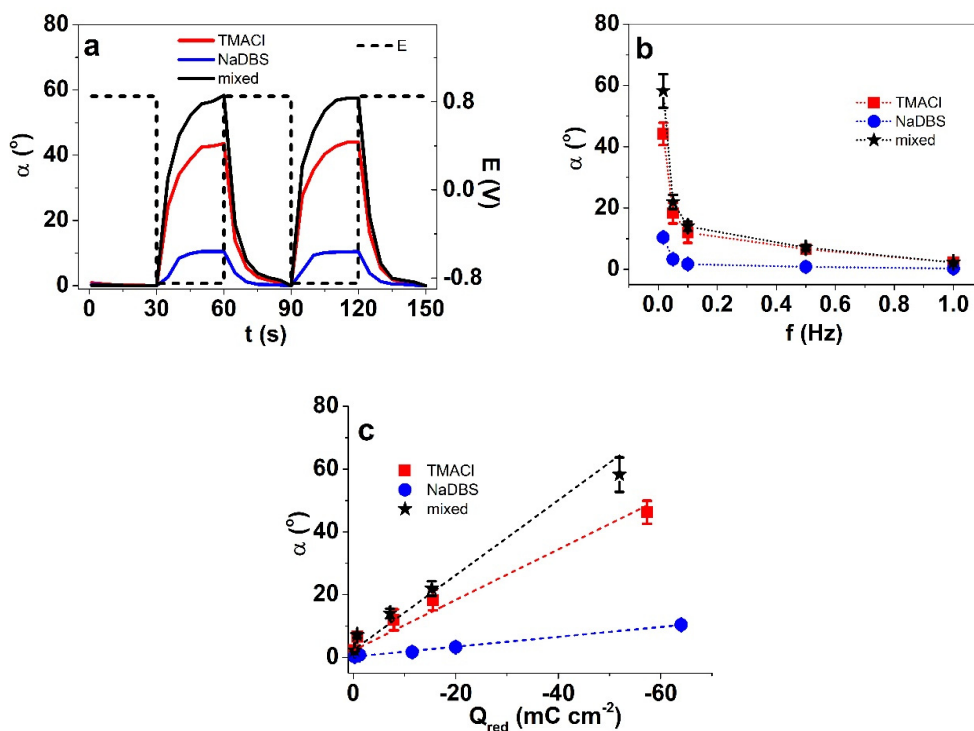 a
TMACl
NaDBS
mixed
E
α (°)
80
60
40
20
0
0.8
0.0
-0.8
E (V)
0 30 60 90 120 150
t (s)
b
TMACl
NaDBS
mixed
α (°)
80
60
40
20
0
0.0 0.2 0.4 0.6 0.8 1.0
f (Hz)
c
TMACl
NaDBS
mixed
α (°)
80
60
40
20
0
0 -20 -40 -60
Qred (mC cm-2)